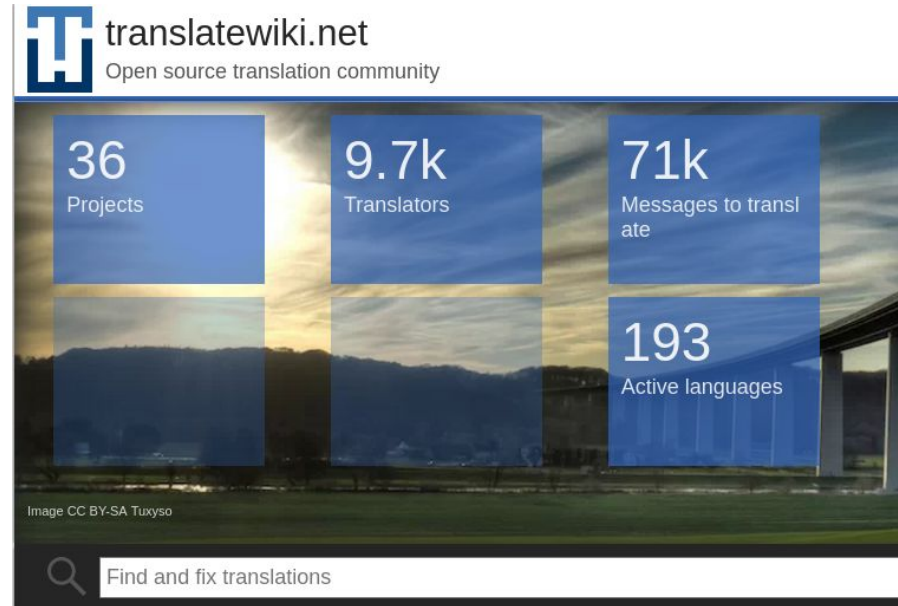 translatewiki.net
Open source translation community
36
Projects
9.7k
Translators
71k
Messages to transl
ate
193
Active languages
Image CC BY-SA Tuxyso
Find and fix translations